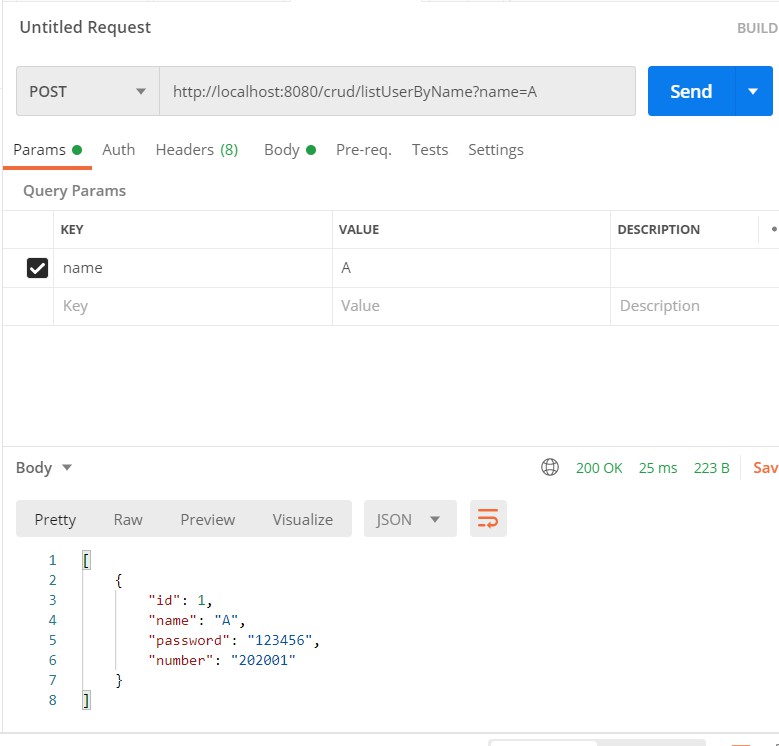 Untitled Request BUILD
POST http://localhost:8080/crud/listUserByName?name=A Send
Params Auth Headers (8) Body Pre-req. Tests Settings
Query Params
KEY VALUE DESCRIPTION
name A
Key Value Description
Body 200 OK 25 ms 223 B Sav
Pretty Raw Preview Visualize JSON
1 [
2 {
3 "id": 1,
4 "name": "A",
5 "password": "123456",
6 "number": "202001"
7 }
8 ]